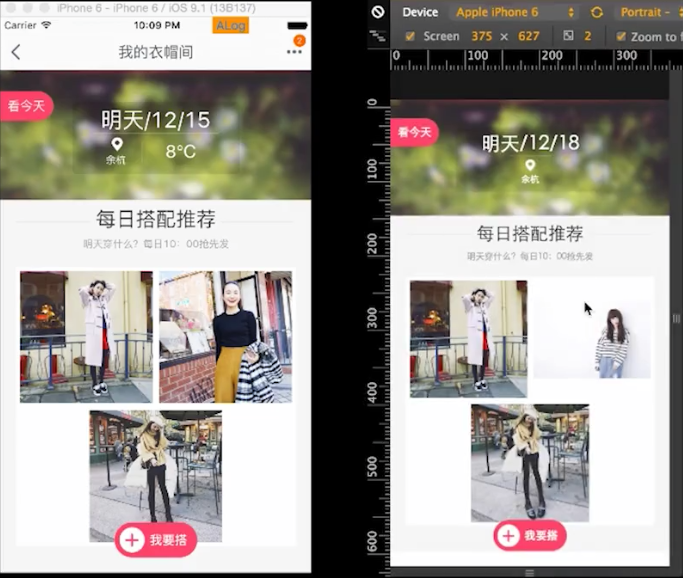 iPhone 6 - iPhone 6 / iOS 9.1 (13B137)
Carrier
10:09 PM
ALog
我的衣帽间
?
看今天
明天/12/15
余杭
8°C
每日搭配推荐
明天穿什么？每日10：00抢先发
我要搭
Device
Apple iPhone 6
Portrait -
Screen
375 × 627
2
Zoom to f
0
100
200
300
0
100
200
300
400
500
600
看今天
明天/12/18
余杭
每日搭配推荐
明天穿什么？每日10：00抢先发
我要搭